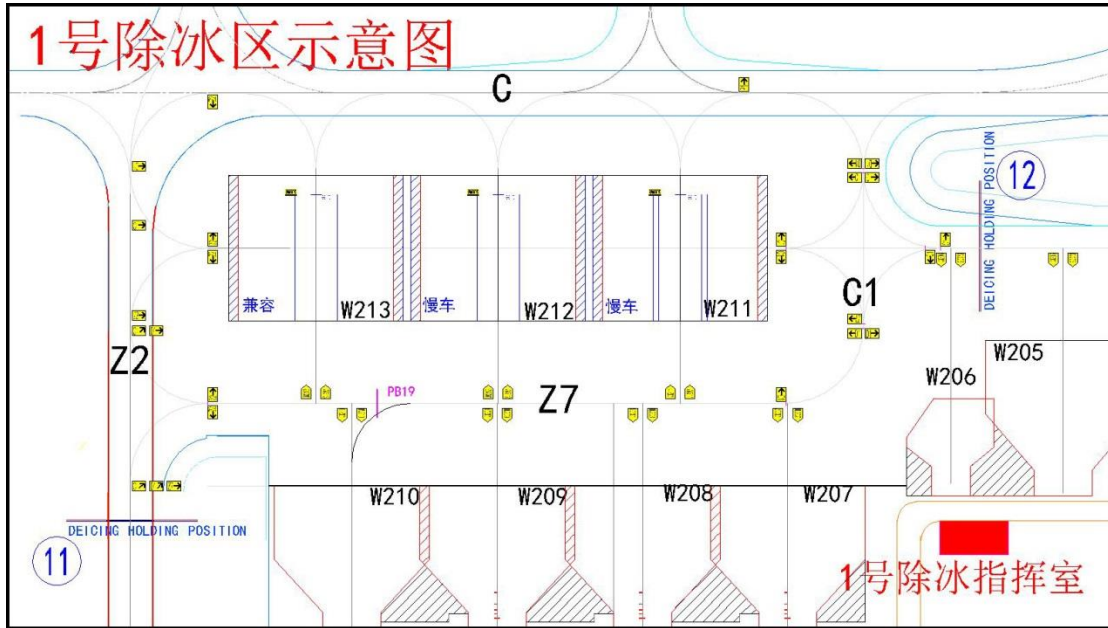 1号除冰区示意图
C
12
DEICING HOLDING POSITION
兼容
W213
慢车
W212
慢车
W211
C1
Z2
W205
W206
PB19
Z7
W210
W209
W208
W207
DEICING HOLDING POSITION
11
1号除冰指挥室